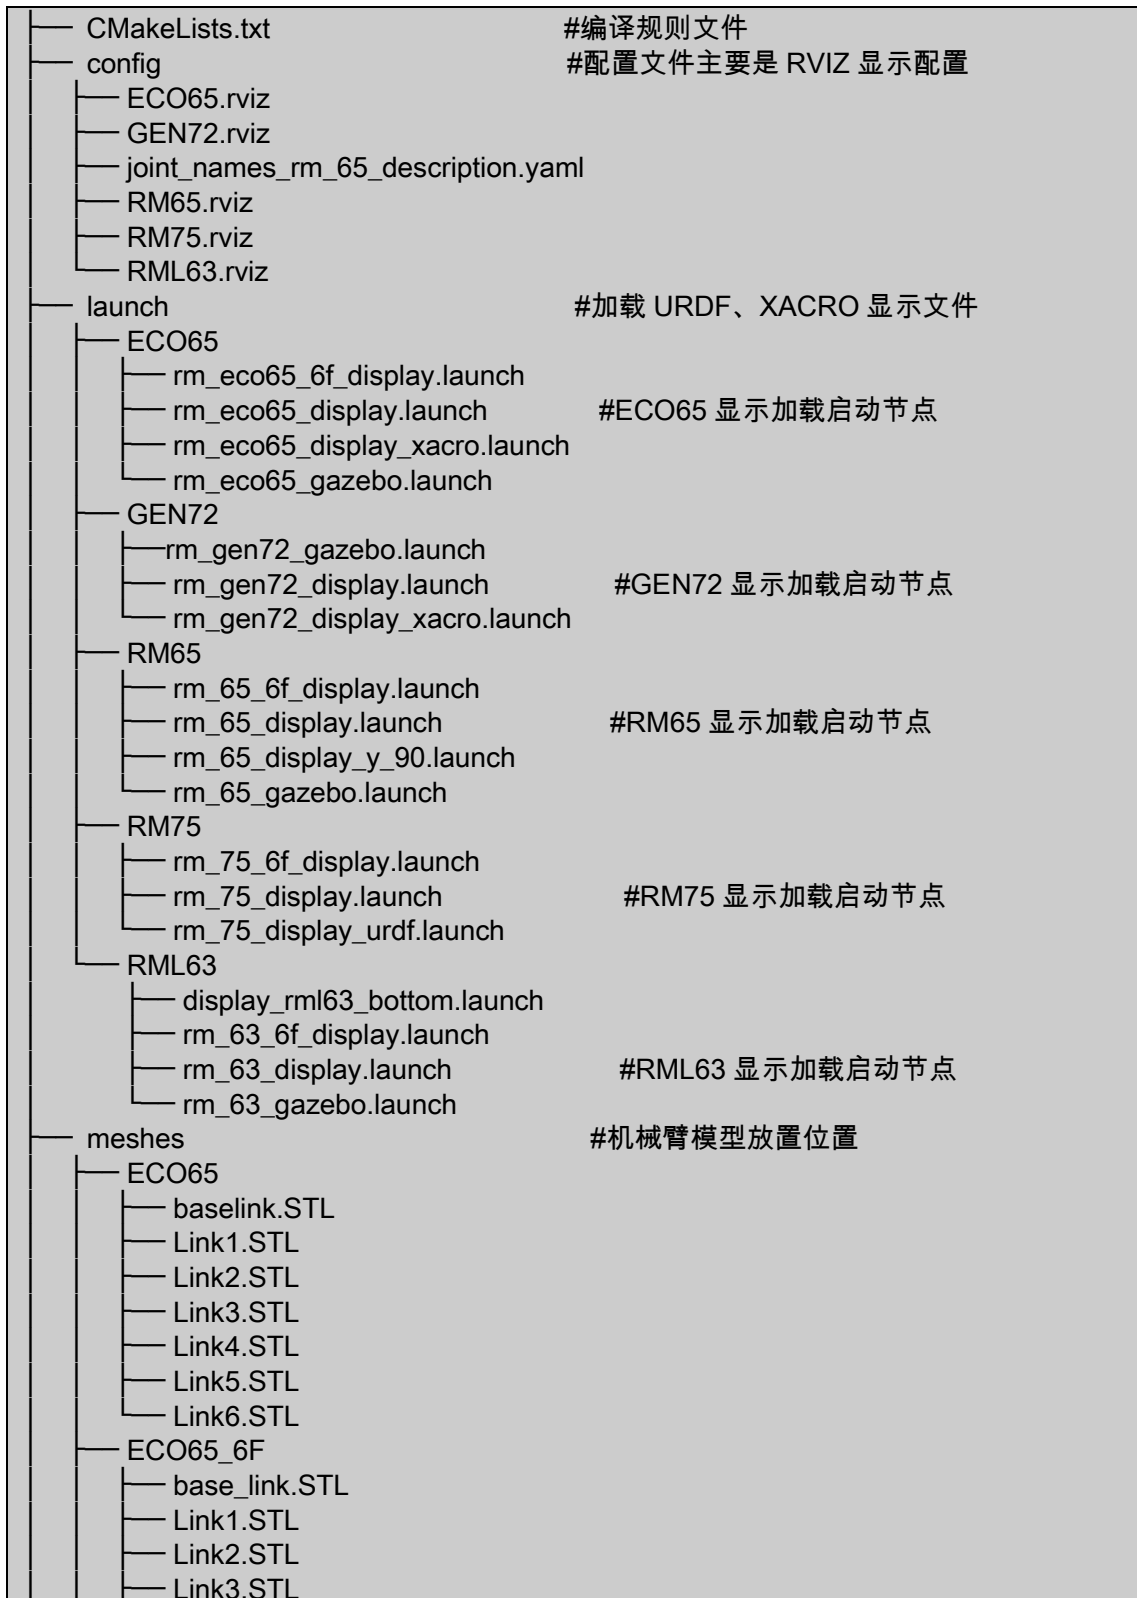 ├── CMakeLists.txt #编译规则文件
├── config #配置文件主要是 RVIZ 显示配置
│ ├── ECO65.rviz
│ ├── GEN72.rviz
│ ├── joint_names_rm_65_description.yaml
│ ├── RM65.rviz
│ ├── RM75.rviz
│ └── RML63.rviz
├── launch #加载 URDF、XACRO 显示文件
│ ├── ECO65
│ │ ├── rm_eco65_6f_display.launch
│ │ ├── rm_eco65_display.launch #ECO65 显示加载启动节点
│ │ ├── rm_eco65_display_xacro.launch
│ │ └── rm_eco65_gazebo.launch
│ ├── GEN72
│ │ ├──rm_gen72_gazebo.launch
│ │ ├── rm_gen72_display.launch #GEN72 显示加载启动节点
│ │ └── rm_gen72_display_xacro.launch
│ ├── RM65
│ │ ├── rm_65_6f_display.launch
│ │ ├── rm_65_display.launch #RM65 显示加载启动节点
│ │ ├── rm_65_display_y_90.launch
│ │ └── rm_65_gazebo.launch
│ ├── RM75
│ │ ├── rm_75_6f_display.launch
│ │ ├── rm_75_display.launch #RM75 显示加载启动节点
│ │ └── rm_75_display_urdf.launch
│ └── RML63
│ ├── display_rml63_bottom.launch
│ ├── rm_63_6f_display.launch
│ ├── rm_63_display.launch #RML63 显示加载启动节点
│ └── rm_63_gazebo.launch
├── meshes #机械臂模型放置位置
│ ├── ECO65
│ │ ├── baselink.STL
│ │ ├── Link1.STL
│ │ ├── Link2.STL
│ │ ├── Link3.STL
│ │ ├── Link4.STL
│ │ ├── Link5.STL
│ │ └── Link6.STL
│ ├── ECO65_6F
│ │ ├── base_link.STL
│ │ ├── Link1.STL
│ │ ├── Link2.STL
│ │ ├── Link3.STL